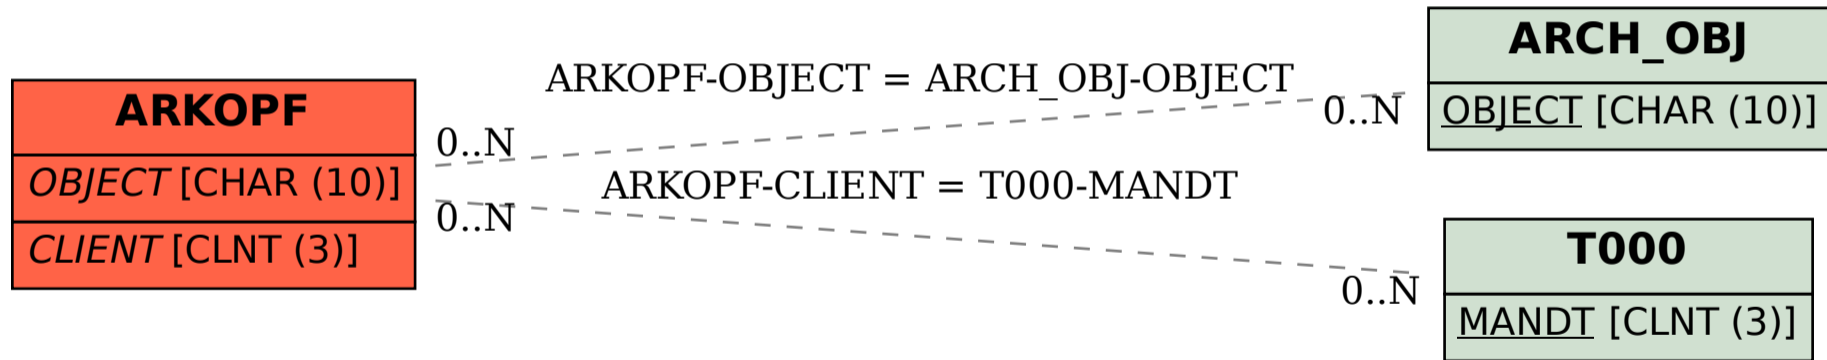 ARKOPF
OBJECT [CHAR (10)]
CLIENT [CLNT (3)]
ARKOPF-OBJECT = ARCH_OBJ-OBJECT
0..N
0..N
ARKOPF-CLIENT = T000-MANDT
0..N
0..N
ARCH_OBJ
OBJECT [CHAR (10)]
T000
MANDT [CLNT (3)]